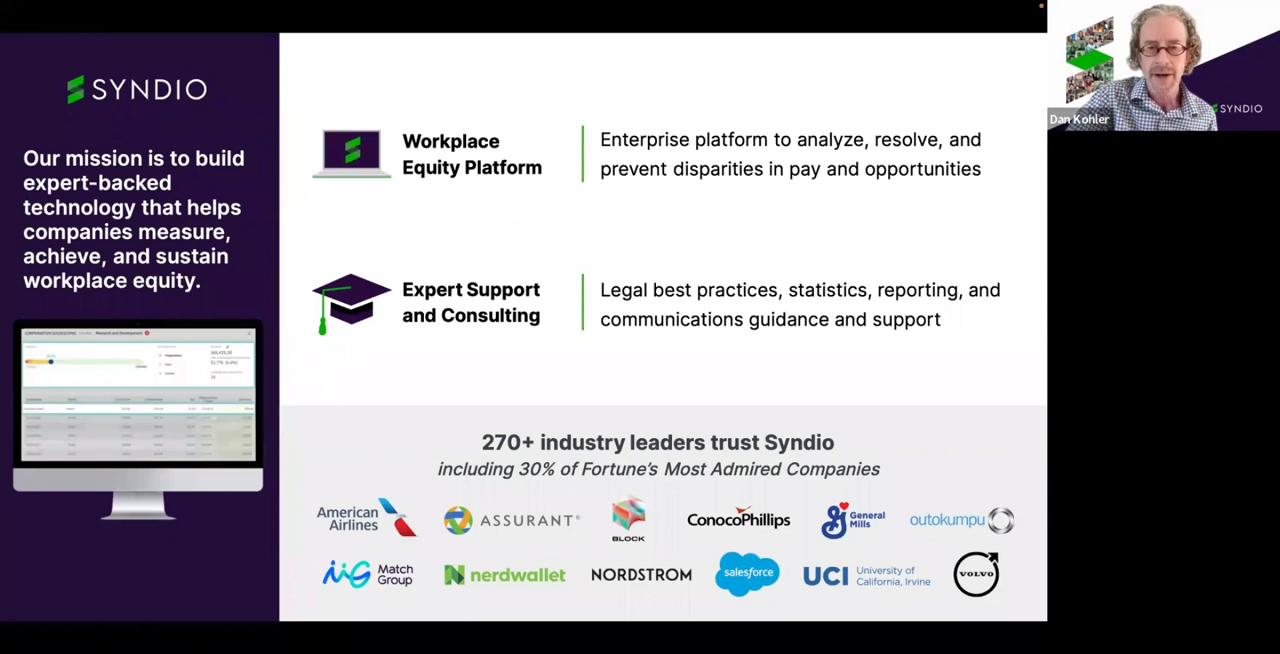 SYNDIO
Our mission is to build
expert-backed
technology that helps
companies measure,
achieve, and sustain
workplace equity.
Research and Development
Workplace
Equity Platform
Enterprise platform to analyze, resolve, and
prevent disparities in pay and opportunities
Expert Support
and Consulting
Legal best practices, statistics, reporting, and
communications guidance and support
270+ industry leaders trust Syndio
including 30% of Fortune's Most Admired Companies
American
Airlines
ASSURANT®
BLOCK
ConocoPhillips
General
Mills
outokumpu
Match
Group
nerdwallet
NORDSTROM
salesforce
UCI University of
California, Irvine
VOLVO
Dan Kohler
SYNDIO